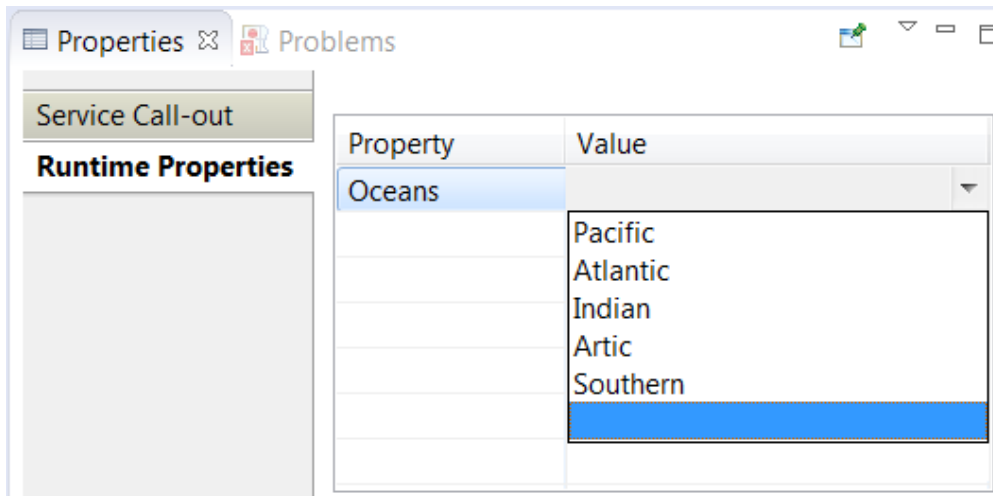 Properties Problems
Service Call-out
Runtime Properties
Property Value
Oceans
Pacific
Atlantic
Indian
Artic
Southern